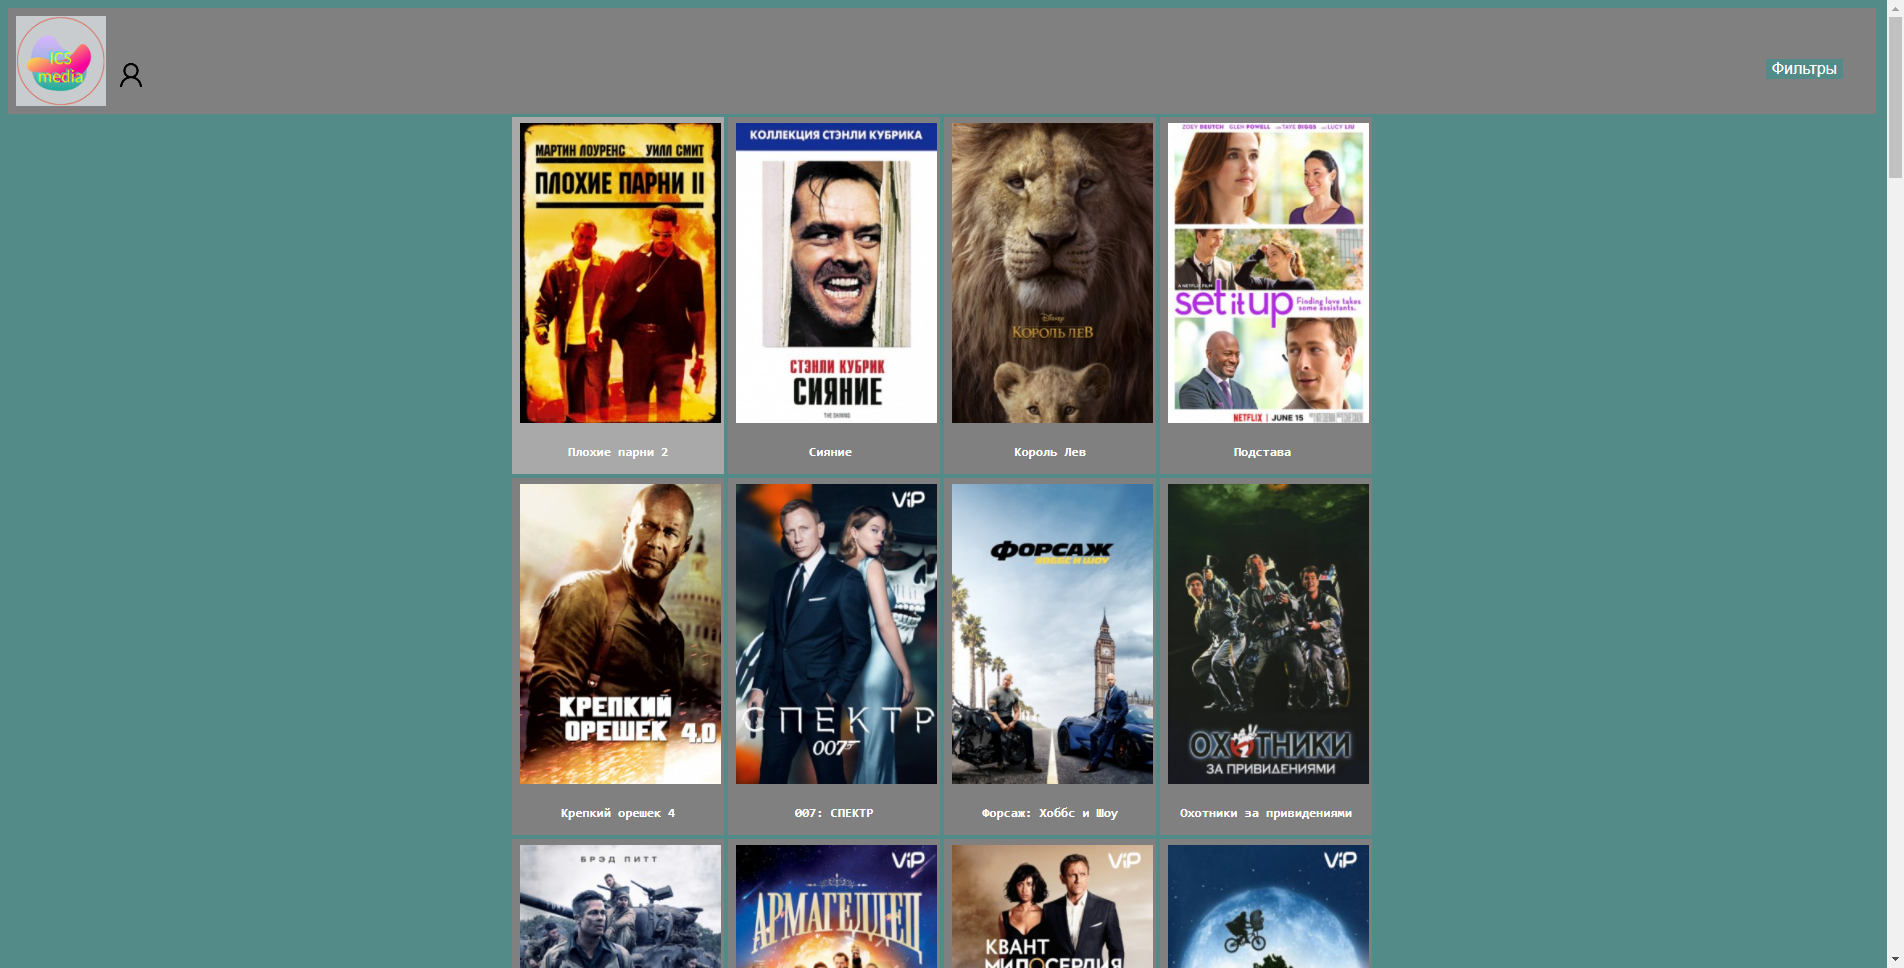 ICS
media
Фильтры
МАРТИН ЛОУРЕНС УИЛЛ СМИТ
ПЛОХИЕ ПАРНИ II
Плохие парни 2
КОЛЛЕКЦИЯ СТЭНЛИ КУБРИКА
СТЭНЛИ КУБРИК
СИЯНИЕ
THE SHINING
Сияние
Disney
КОРОЛЬ ЛЕВ
Король Лев
ZOEY DEUTCH GLEN POWELL WITH TAYE DIGGS AND LUCY LIU
A NETFLIX FILM
set it up
Finding love takes
some assistants.
NETFLIX | JUNE 15
Подстава
КРЕПКИЙ
ОРЕШЕК 4.0
Крепкий орешек 4
ViP
СПЕКТР
007
007: СПЕКТР
ФОРСАЖ
ХОББС И ШОУ
Форсаж: Хоббс и Шоу
ОХОТНИКИ
ЗА ПРИВИДЕНИЯМИ
Охотники за привидениями
БРЭД ПИТТ
ViP
АРМАГЕДДЕЦ
ViP
КВАНТ
МИЛОСЕРДИЯ
ViP